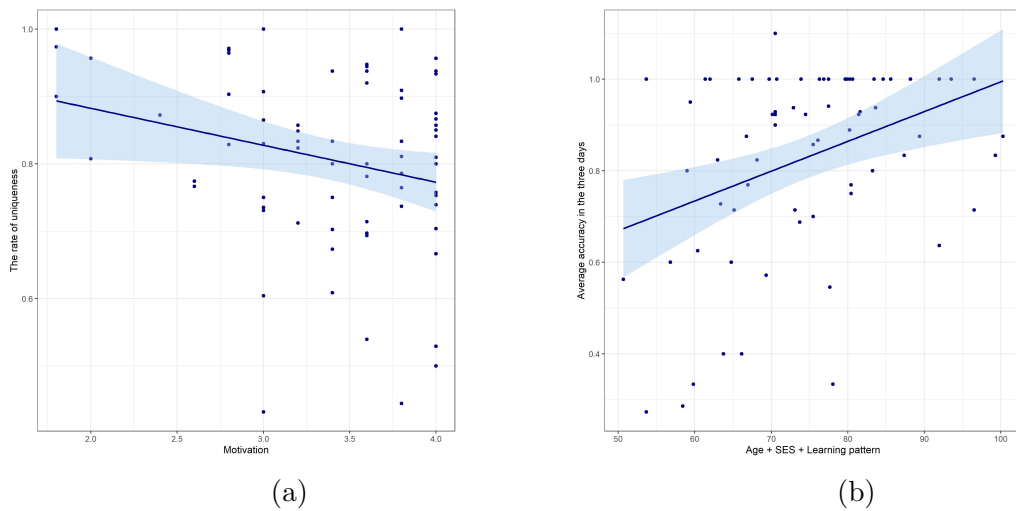 1.0
0.8
0.6
The rate of uniqueness
2.0 2.5 3.0 3.5 4.0
Motivation
(a)
1.0
0.8
0.6
0.4
Average accuracy in the three days
50 60 70 80 90 100
Age + SES + Learning pattern
(b)